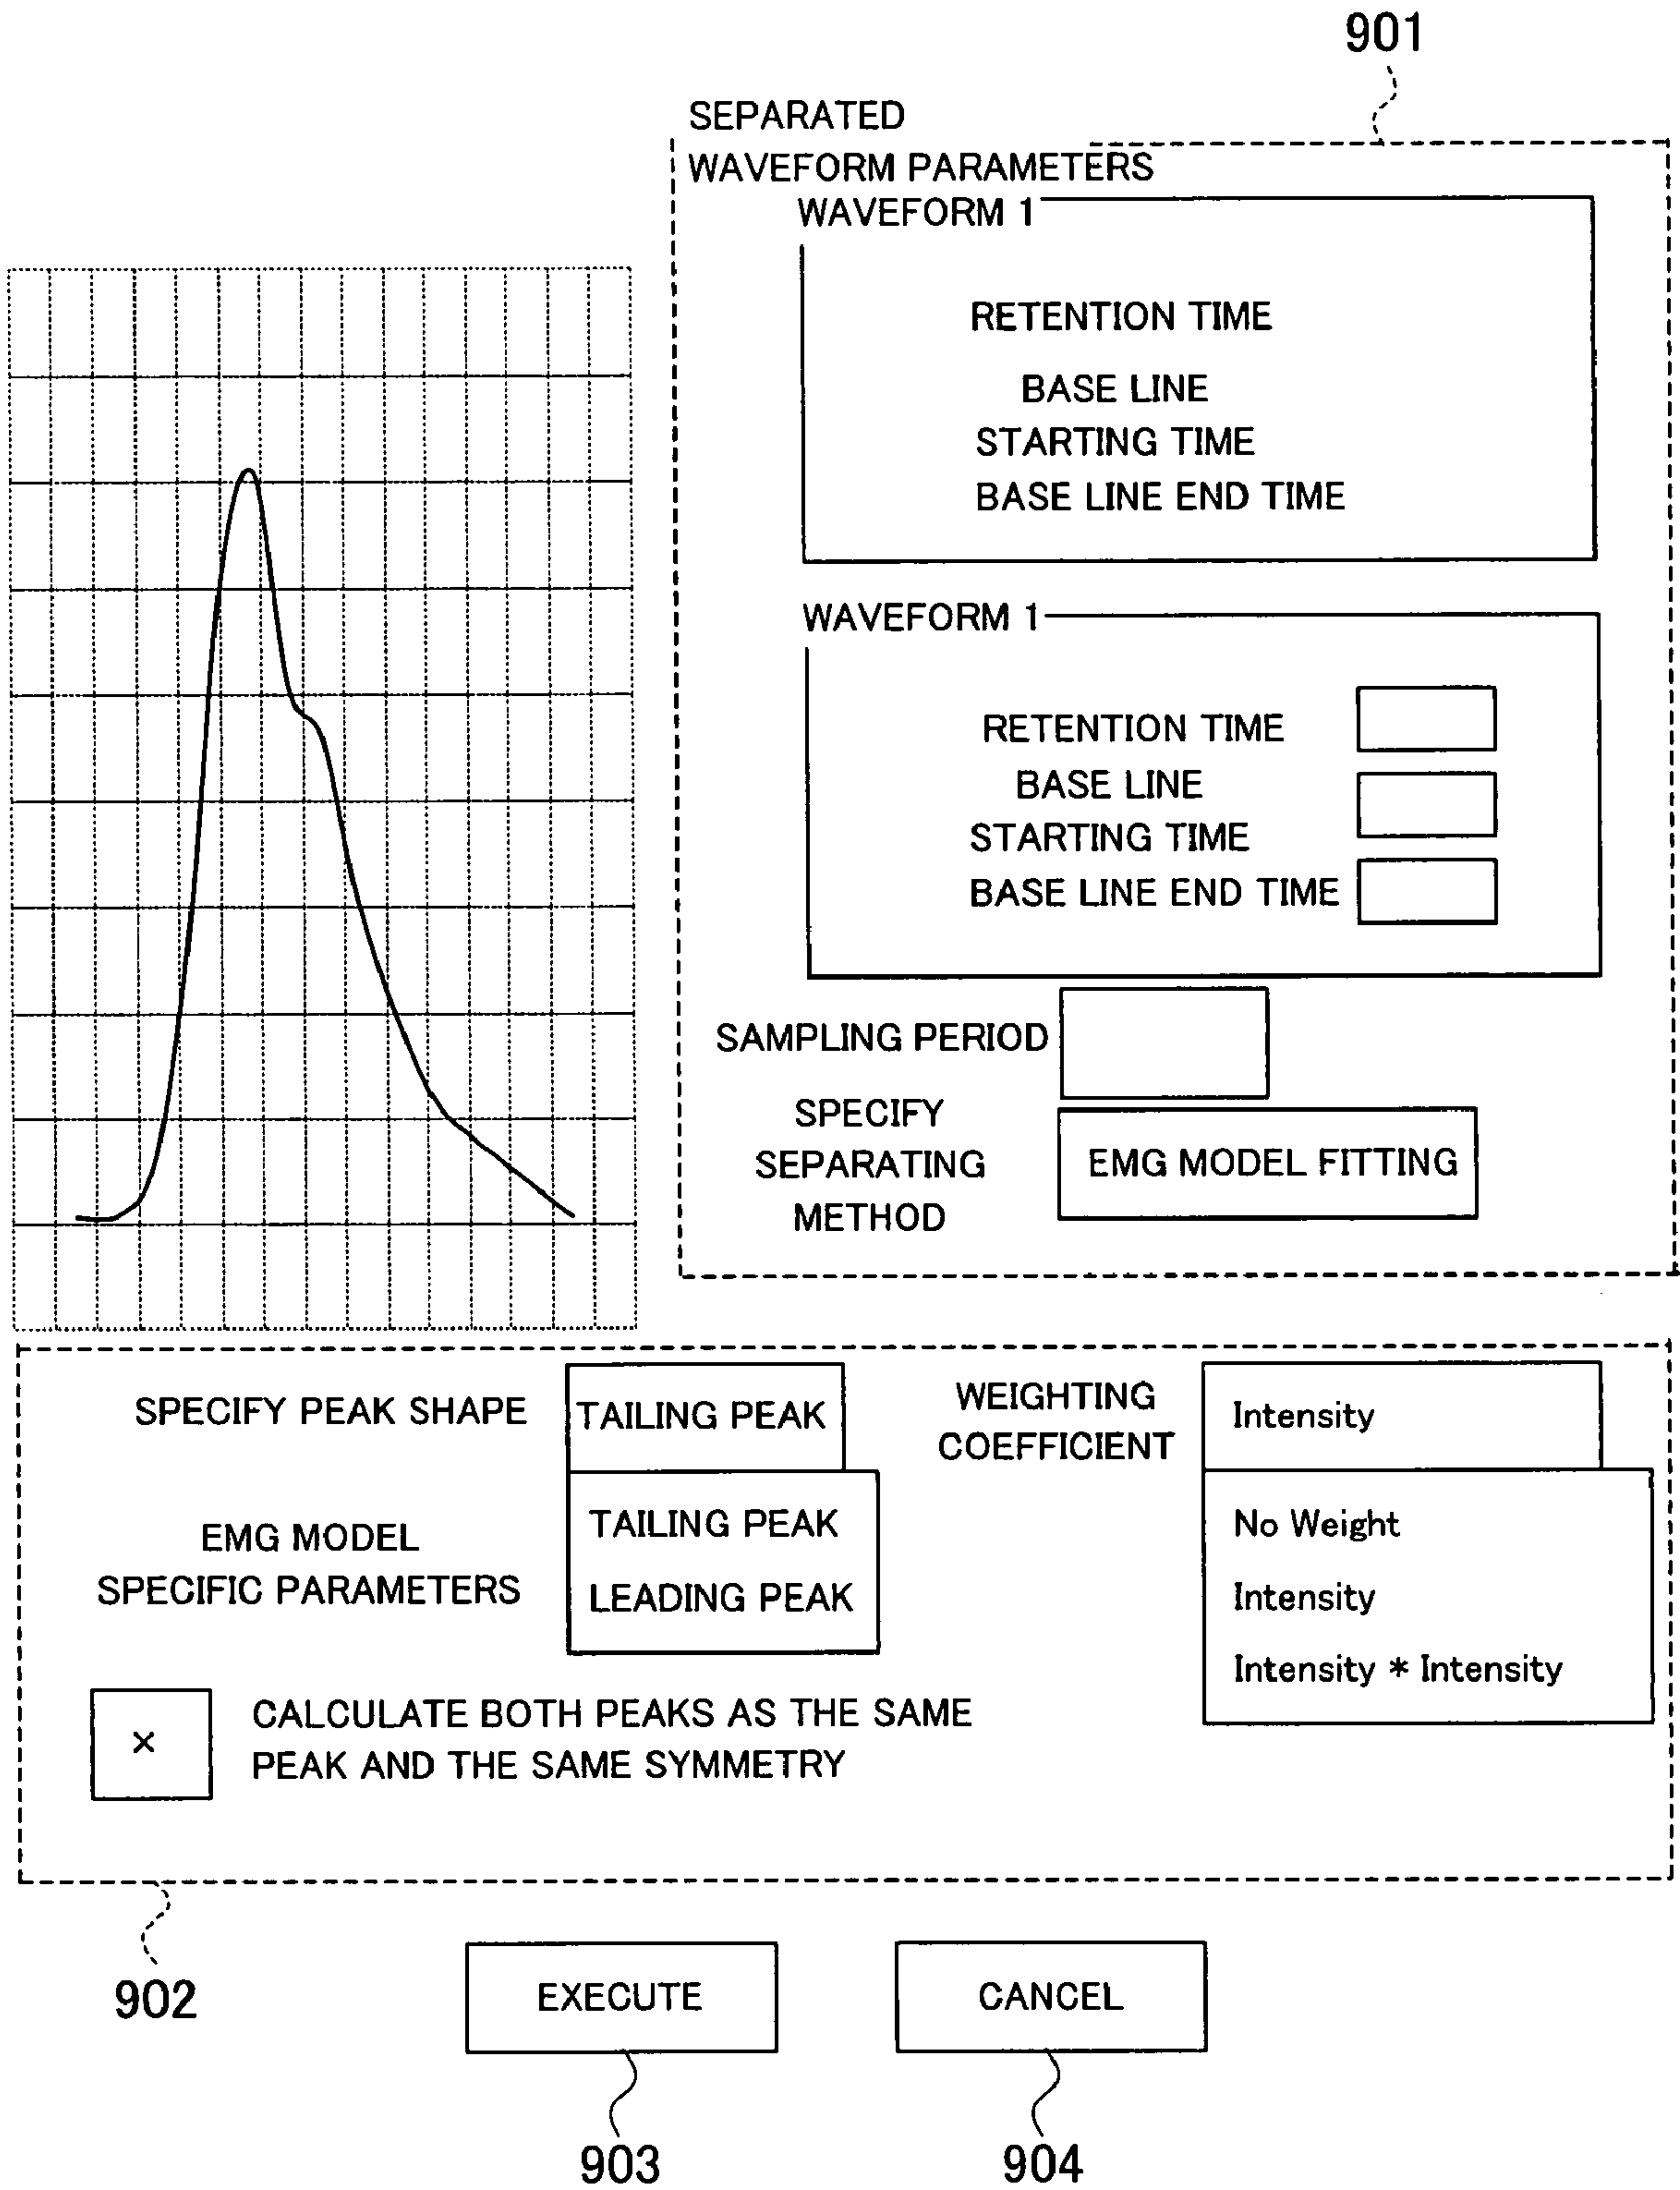 901
SEPARATED
WAVEFORM PARAMETERS
WAVEFORM 1
RETENTION TIME
BASE LINE
STARTING TIME
BASE LINE END TIME
WAVEFORM 1
RETENTION TIME
BASE LINE
STARTING TIME
BASE LINE END TIME
SAMPLING PERIOD
SPECIFY
SEPARATING
METHOD
EMG MODEL FITTING
SPECIFY PEAK SHAPE
TAILING PEAK
WEIGHTING
COEFFICIENT
Intensity
EMG MODEL
SPECIFIC PARAMETERS
TAILING PEAK
LEADING PEAK
No Weight
Intensity
Intensity * Intensity
×
CALCULATE BOTH PEAKS AS THE SAME
PEAK AND THE SAME SYMMETRY
902
EXECUTE
CANCEL
903
904